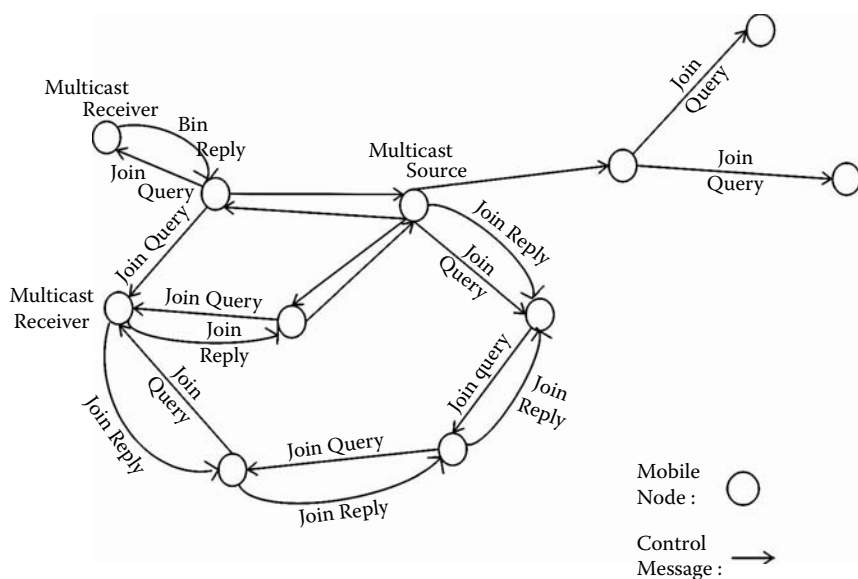 Join
Query
Multicast
Receiver
Bin
Reply
Join
Query
Multicast
Source
Join
Query
Join Query
Join Reply
Join
Query
Multicast
Receiver
Join Query
Join
Reply
Join
Query
Join query
Join
Reply
Join Reply
Join Query
Join Reply
Mobile
Node :
Control
Message :